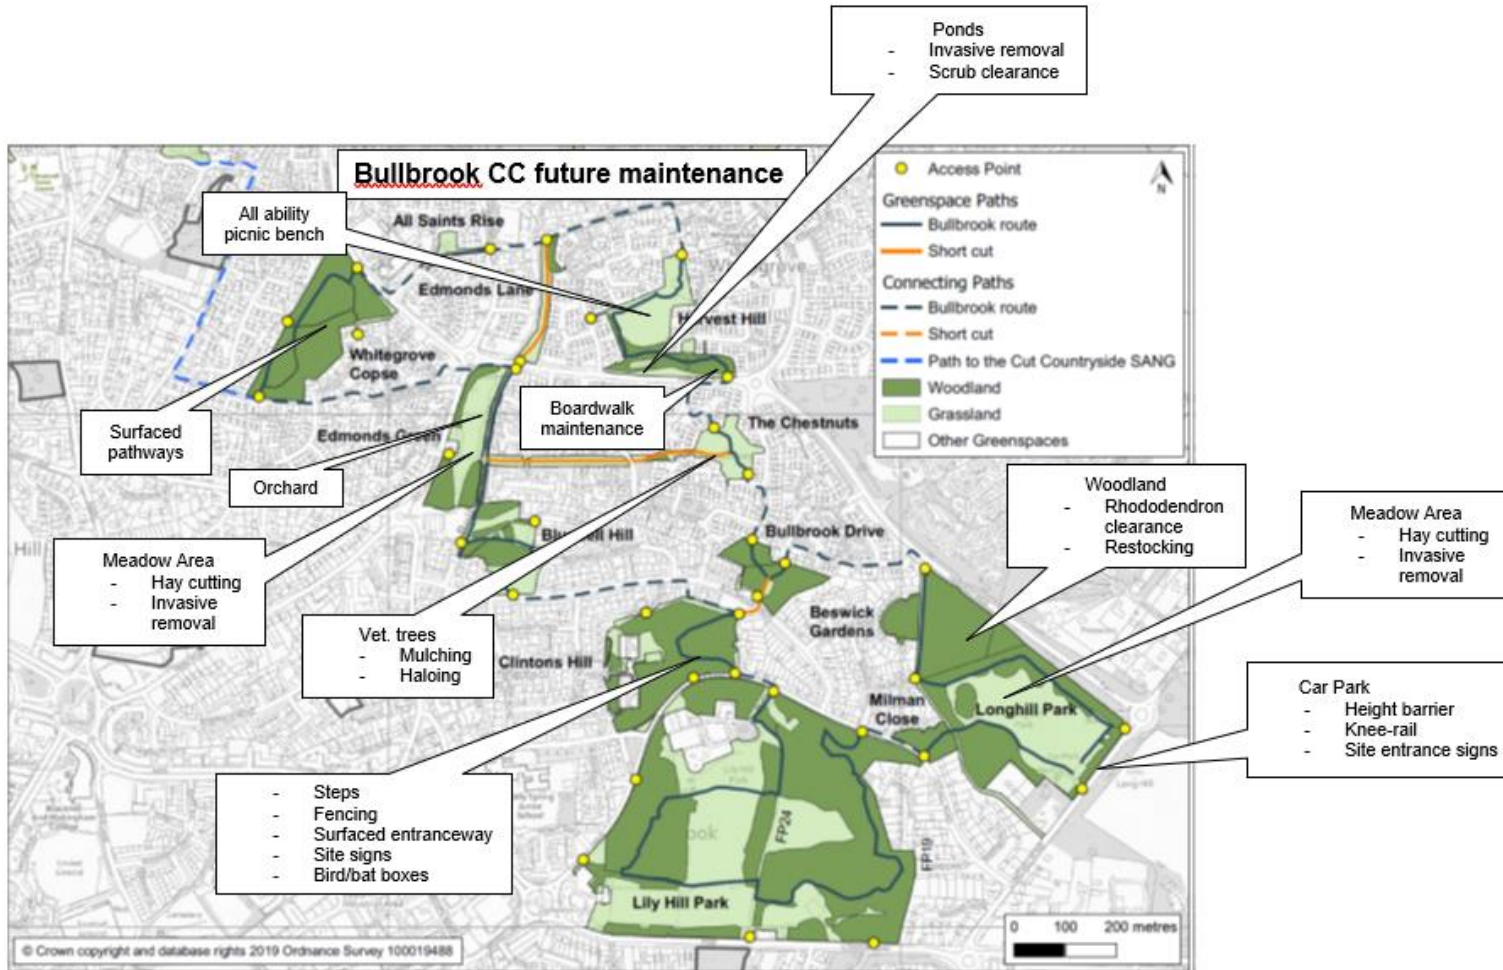 Ponds
- Invasive removal
- Scrub clearance
Bullbrook CC future maintenance
All ability
picnic bench
All Saints Rise
Edmonds Lane
Harvest Hill
Whitegrove
Copse
Surfaced
pathways
Edmonds Green
Orchard
Boardwalk
maintenance
The Chestnuts
Access Point
N
Greenspace Paths
Bullbrook route
Short cut
Connecting Paths
Bullbrook route
Short cut
Path to the Cut Countryside SANG
Woodland
Grassland
Other Greenspaces
Meadow Area
- Hay cutting
- Invasive
removal
Bluebell Hill
Bullbrook Drive
Woodland
- Rhododendron
clearance
- Restocking
Meadow Area
- Hay cutting
- Invasive
removal
Vet. trees
- Mulching
- Haloing
Clintons Hill
Beswick
Gardens
Milman
Close
Longhill Park
Car Park
- Height barrier
- Knee-rail
- Site entrance signs
- Steps
- Fencing
- Surfaced entranceway
- Site signs
- Bird/bat boxes
FP24
FP19
Lily Hill Park
0 100 200 metres
© Crown copyright and database rights 2019 Ordnance Survey 100019488